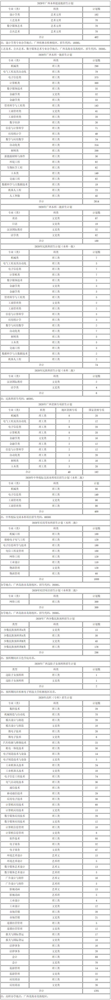 2020年广西本科提前批招生计划
专业（类） 科类 计划数
设计学类 艺术文理 192
工艺美术 艺术文理 70
数字媒体艺术 艺术文理 70
公共艺术 艺术文理 70
合计 402
注：设计学类专业办学地点：广西桂林市桂林校区，招生代码：10595；
工艺美术、公共艺术、数字媒体艺术专业办学地点：广西北海市北海校区，招生代码：20595。
2020年广西本科一批招生计划
专业（类） 科类 计划数
机械类 理工类 298
电气工程及其自动化 理工类 79
电子信息类 理工类 373
计算机类 理工类 368
数字媒体技术 理工类 35
金融学类 文史类 52
金融学类 理工类 53
管理科学与工程类 理工类 143
工商管理类 文史类 41
工商管理类 理工类 28
数字经济 理工类 26
信息与计算科学 理工类 71
应用统计学 理工类 49
数学与应用数学 理工类 24
自动化类 理工类 314
材料类 理工类 200
新能源材料与器件 理工类 36
环境工程 理工类 62
生物医学工程 理工类 62
土木类 理工类 149
交通工程 理工类 62
数据科学与大数据技术 理工类 19
机器人工程 理工类 23
人工智能 理工类 45
合计 2614
2020年广西本科二批招生计划
专业（类） 科类 计划数
英语 文史类 67
日语 文史类 19
汉语国际教育 文史类 32
法学类 文史类 62
合计 180
2020年民族班招生计划（本科一批）
专业（类） 科类 计划数
机械类 理工类 7
电气工程及其自动化 理工类 3
电子信息类 理工类 7
计算机类 理工类 7
数字媒体技术 理工类 3
金融学类 文史类 3
金融学类 理工类 3
管理科学与工程类 理工类 5
工商管理类 文史类 2
工商管理类 理工类 2
信息与计算科学 理工类 3
应用统计学 理工类 3
数学与应用数学 理工类 2
自动化类 理工类 7
材料类 理工类 5
土木类 理工类 5
交通工程 理工类 3
数据科学与大数据技术 理工类 2
机器人工程 理工类 2
合计 74
2020年民族班招生计划（本科二批）
专业（类） 科类 计划数
汉语国际教育 文史类 2
法学类 文史类 4
合计 6
注：民族班招生代码：40595。
2020年广西贫困专项招生计划
专业（类） 科类 地区贫困专项 国家贫困专项
机械类 理工类 8 28
电气工程及其自动化 理工类 2 12
电子信息类 理工类 8 28
计算机类 理工类 8 28
金融学类 文史类 2 16
金融学类 理工类 2 12
信息与计算科学 理工类 2 12
自动化类 理工类 3 20
材料类 理工类 2 16
土木类 理工类 3 20
合计 40 192
2020年中外校际交流本科项目招生计划（本科二批）
专业（类） 科类 计划
机械类 理工类 80
电子信息类 理工类 140
工商管理类 文史类 90
工商管理类 理工类 90
合计 400
注：中外校际交流本科项目招生代码：60595
2020年应用型本科招生计划（本科二批）
专业（类） 科类 计划数
机械工程 理工类 180
船舶电子电气工程 理工类 120
电子信息科学与技术 理工类 190
电信工程及管理 理工类 180
网络工程 理工类 120
工业设计 理工类 110
物流管理 文史类 120
物流管理 理工类 60
合计 1080
办学地点：广西北海市北海校区，招生代码：20595。
2020年NIIT项目招生计划（本科第二批）
专业（类） 科类 计划数
网络工程 理工类 300
合计 300
办学地点：广西北海市北海校区，招生代码：20595。
2020年广西少数民族预科招生计划
类型 科类 计划数
少数民族预科班A类 文史类 15
少数民族预科班A类 理工类 50
少数民族预科班B类 文史类 45
少数民族预科班B类 理工类 176
合计 286
注：预科期间在百色学院培养。
2020年广西边防子女预科班招生计划
类型 科类 计划数
边防子女预科班 理工类 1
边防子女预科班 文史类 1
合计 2
注：预科期间在桂林电子科技大学桂林校区培养。
2020年高职（专科）招生计划
专业（类） 科类 计划数
数控技术 理工类 29
机械制造与自动化 理工类 78
模具设计与制造 理工类 20
模具设计与制造 文史类 10
微电子技术 理工类 20
微电子技术 文史类 6
汽车检测与维修技术 理工类 25
机电一体化技术 理工类 30
电子制造技术与设备 理工类 14
电子制造技术与设备 文史类 5
工业机器人技术 理工类 24
工业机器人技术 文史类 10
电子信息工程技术 理工类 74
电气自动化技术 理工类 36
通信技术 理工类 27
移动通信技术 理工类 29
应用电子技术 理工类 30
计算机应用技术 理工类 60
计算机应用技术 文史类 15
数字媒体应用技术 理工类 29
数字媒体应用技术 文史类 12
计算机信息管理 理工类 10
计算机信息管理 文史类 8
软件技术 理工类 86
电子商务 理工类 32
电子商务 文史类 47
环境艺术设计 艺术文 15
环境艺术设计 艺术理 5
数字媒体艺术设计 艺术文 13
数字媒体艺术设计 艺术理 5
广告设计与制作 艺术文 16
广告设计与制作 艺术理 5
影视动画 艺术文 13
影视动画 艺术理 5
工业设计 理工类 4
工业设计 文史类 12
市场营销 理工类 20
市场营销 文史类 21
连锁经营管理 理工类 5
连锁经营管理 文史类 12
报关与国际货运 理工类 17
报关与国际货运 文史类 18
法律事务 理工类 16
法律事务 文史类 20
会计 理工类 69
会计 文史类 70
旅游管理 理工类 14
旅游管理 文史类 22
应用英语 理工类 10
应用英语 文史类 26
合计 1201
注：高职办学地点：广西北海市北海校区。